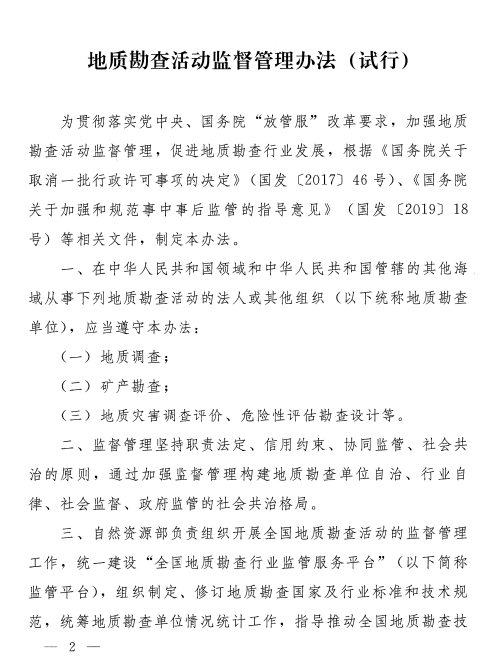 地质勘查活动监督管理办法（试行）
为贯彻落实党中央、国务院“放管服”改革要求，加强地质
勘查活动监督管理，促进地质勘查行业发展，根据《国务院关于
取消一批行政许可事项的决定》（国发〔2017〕46 号）、《国务院
关于加强和规范事中事后监管的指导意见》（国发〔2019〕18
号）等相关文件，制定本办法。
一、在中华人民共和国领域和中华人民共和国管辖的其他海
域从事下列地质勘查活动的法人或其他组织（以下统称地质勘查
单位），应当遵守本办法：
（一）地质调查；
（二）矿产勘查；
（三）地质灾害调查评价、危险性评估勘查设计等。
二、监督管理坚持职责法定、信用约束、协同监管、社会共
治的原则，通过加强监督管理构建地质勘查单位自治、行业自
律、社会监督、政府监管的社会共治格局。
三、自然资源部负责组织开展全国地质勘查活动的监督管理
工作，统一建设“全国地质勘查行业监管服务平台”（以下简称
监管平台），组织制定、修订地质勘查国家及行业标准和技术规
范，统筹地质勘查单位情况统计工作，指导推动全国地质勘查技
— 2 —